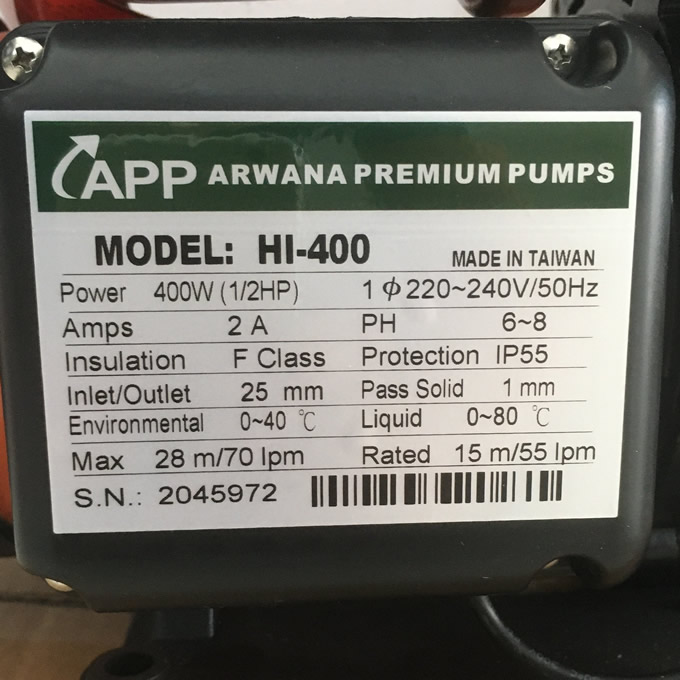 APP ARWANA PREMIUM PUMPS
MODEL: HI-400 MADE IN TAIWAN
Power 400W (1/2HP) 1 ϕ 220~240V/50Hz
Amps 2 A PH 6~8
Insulation F Class Protection IP55
Inlet/Outlet 25 mm Pass Solid 1 mm
Environmental 0~40 ℃ Liquid 0~80 ℃
Max 28 m/70 lpm Rated 15 m/55 lpm
S.N.: 2045972